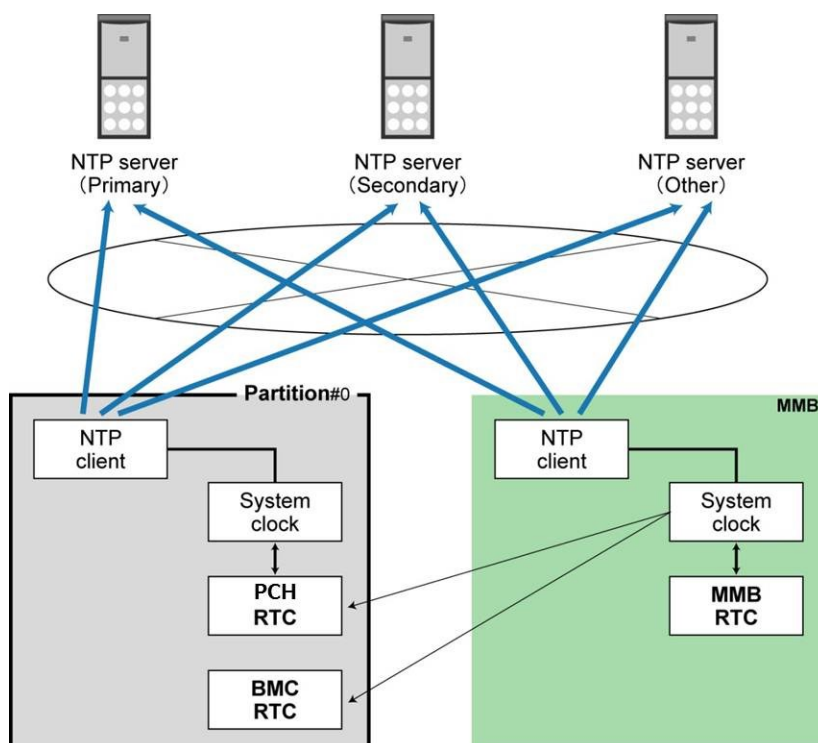 NTP server
（Primary）
NTP server
（Secondary）
NTP server
（Other）
Partition#0
NTP
client
System
clock
PCH
RTC
BMC
RTC
MMB
NTP
client
System
clock
MMB
RTC